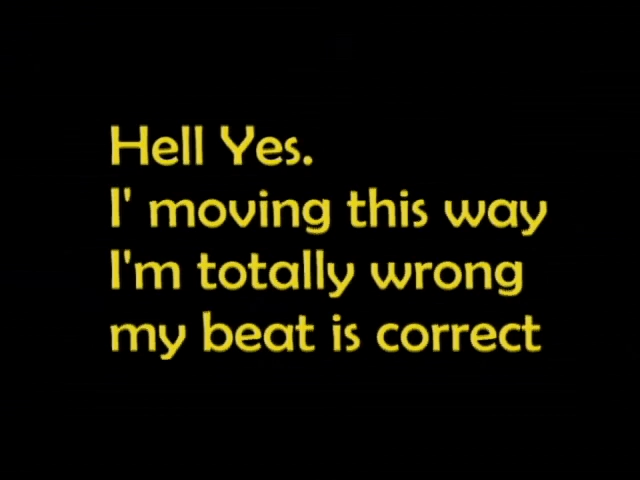 Hell Yes.
I' moving this way
I'm totally wrong
my beat is correct